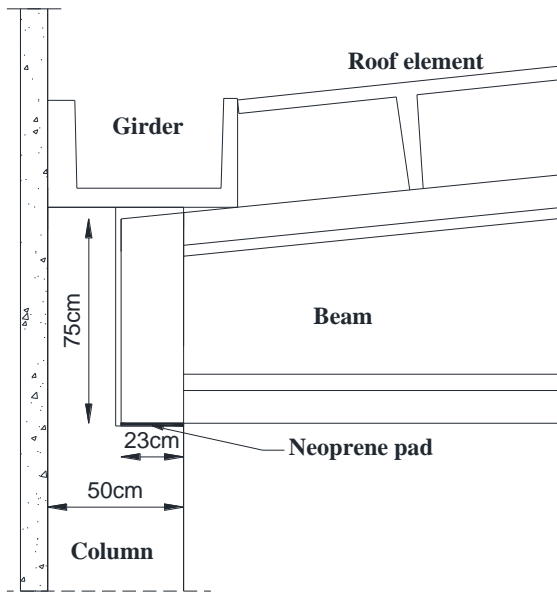 Roof element
Girder
75cm
Beam
23cm
Neoprene pad
50cm
Column